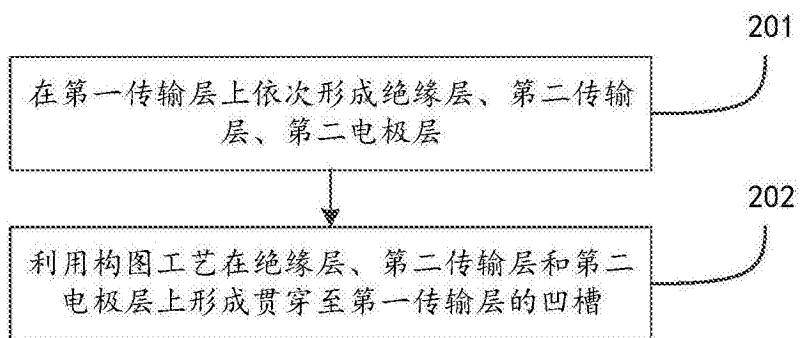 201
在第一传输层上依次形成绝缘层、第二传输
层、第二电极层
202
利用构图工艺在绝缘层、第二传输层和第二
电极层上形成贯穿至第一传输层的凹槽